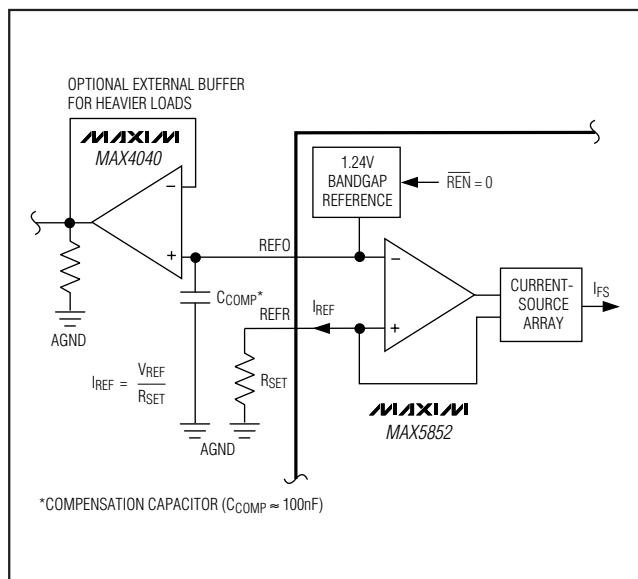 OPTIONAL EXTERNAL BUFFER
FOR HEAVIER LOADS
MAXIM
MAX4040
1.24V
BANDGAP
REFERENCE
R̅E̅N̅ = 0
−
+
REFO
−
+
CCOMP*
REFR
IREF
CURRENT-
SOURCE
ARRAY
IFS
AGND
IREF = VREF
RSET
RSET
AGND
MAXIM
MAX5852
*COMPENSATION CAPACITOR (CCOMP ≈ 100nF)